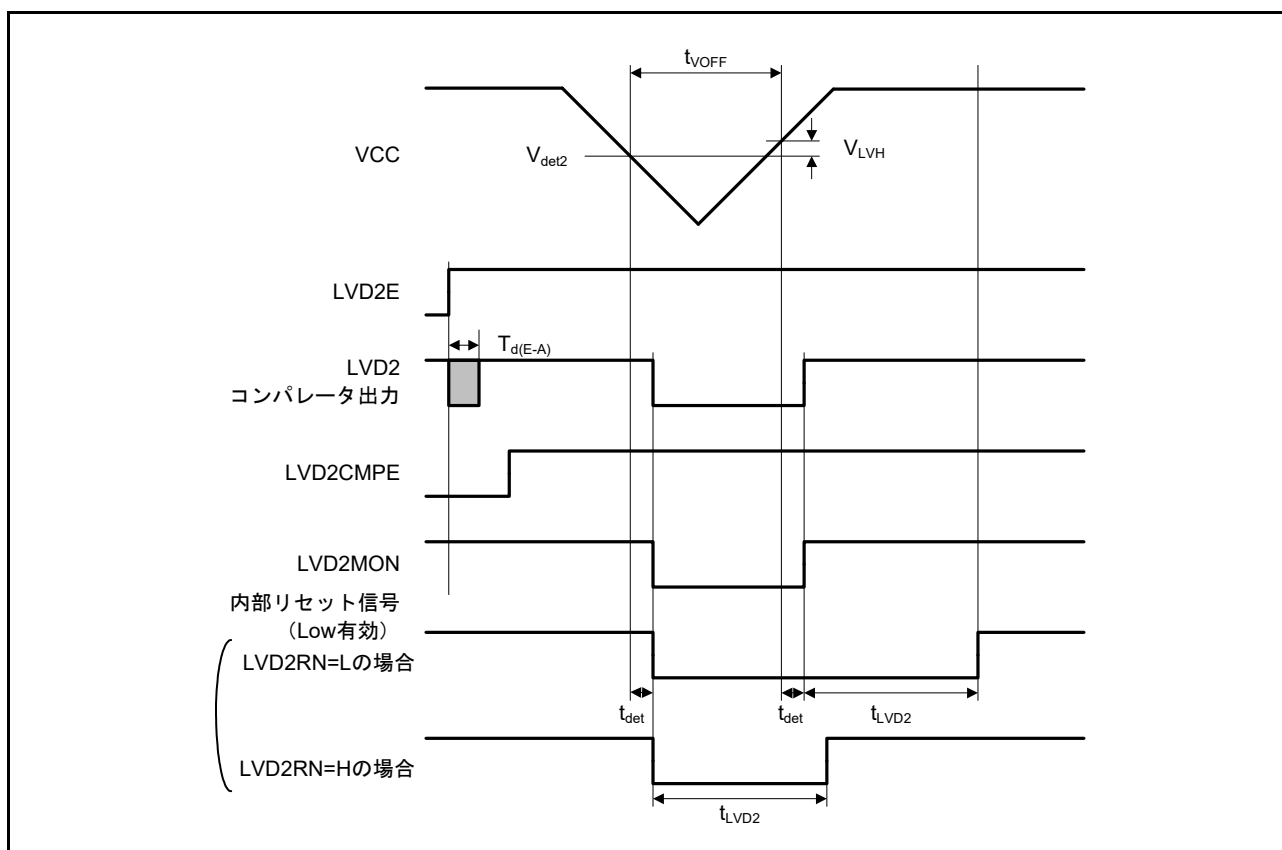 tVOFF
VCC
Vdet2
VLVH
LVD2E
Td(E-A)
LVD2
コンパレータ出力
LVD2CMPE
LVD2MON
内部リセット信号
（Low有効）
LVD2RN=Lの場合
tdet
tdet
tLVD2
LVD2RN=Hの場合
tLVD2